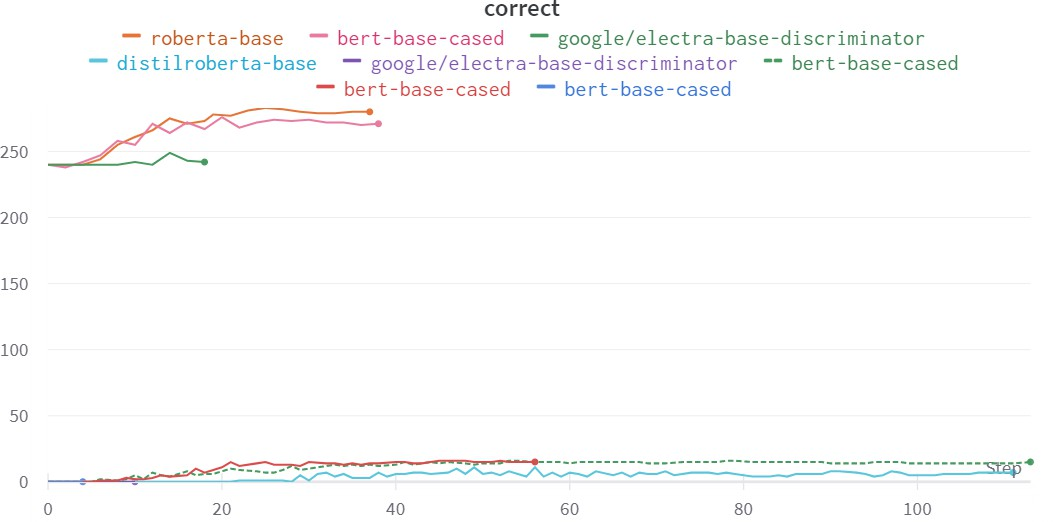 correct
roberta-base bert-base-cased google/electra-base-discriminator
distilroberta-base google/electra-base-discriminator bert-base-cased
bert-base-cased bert-base-cased
250
200
150
100
50
0
Step
0 20 40 60 80 100